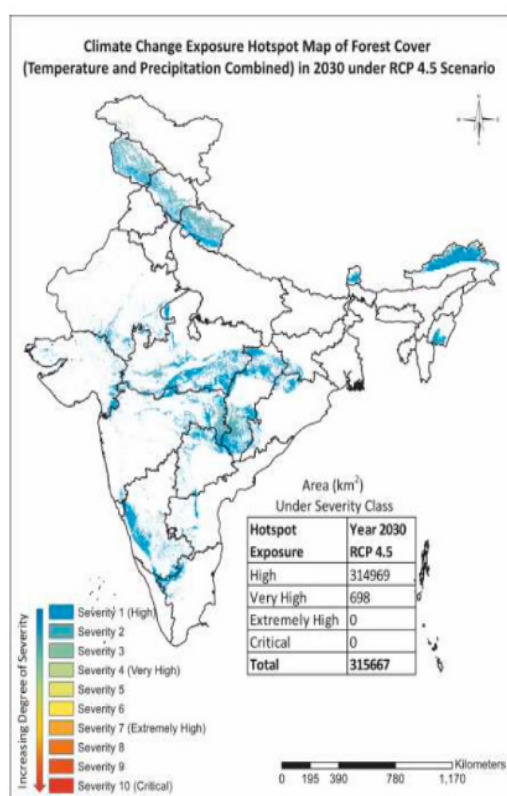 Climate Change Exposure Hotspot Map of Forest Cover
(Temperature and Precipitation Combined) in 2030 under RCP 4.5 Scenario
Area (km²)
Under Severity Class
Hotspot Exposure | Year 2030 RCP 4.5
High | 314969
Very High | 698
Extremely High | 0
Critical | 0
Total | 315667
Increasing Degree of Severity
Severity 1 (High)
Severity 2
Severity 3
Severity 4 (Very High)
Severity 5
Severity 6
Severity 7 (Extremely High)
Severity 8
Severity 9
Severity 10 (Critical)
Kilometers
0 195 390 780 1,170